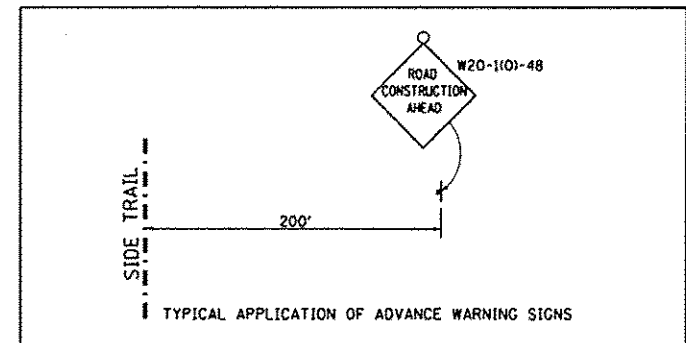 ROAD
CONSTRUCTION
AHEAD
W20-1(O)-48
SIDE TRAIL
200'
TYPICAL APPLICATION OF ADVANCE WARNING SIGNS